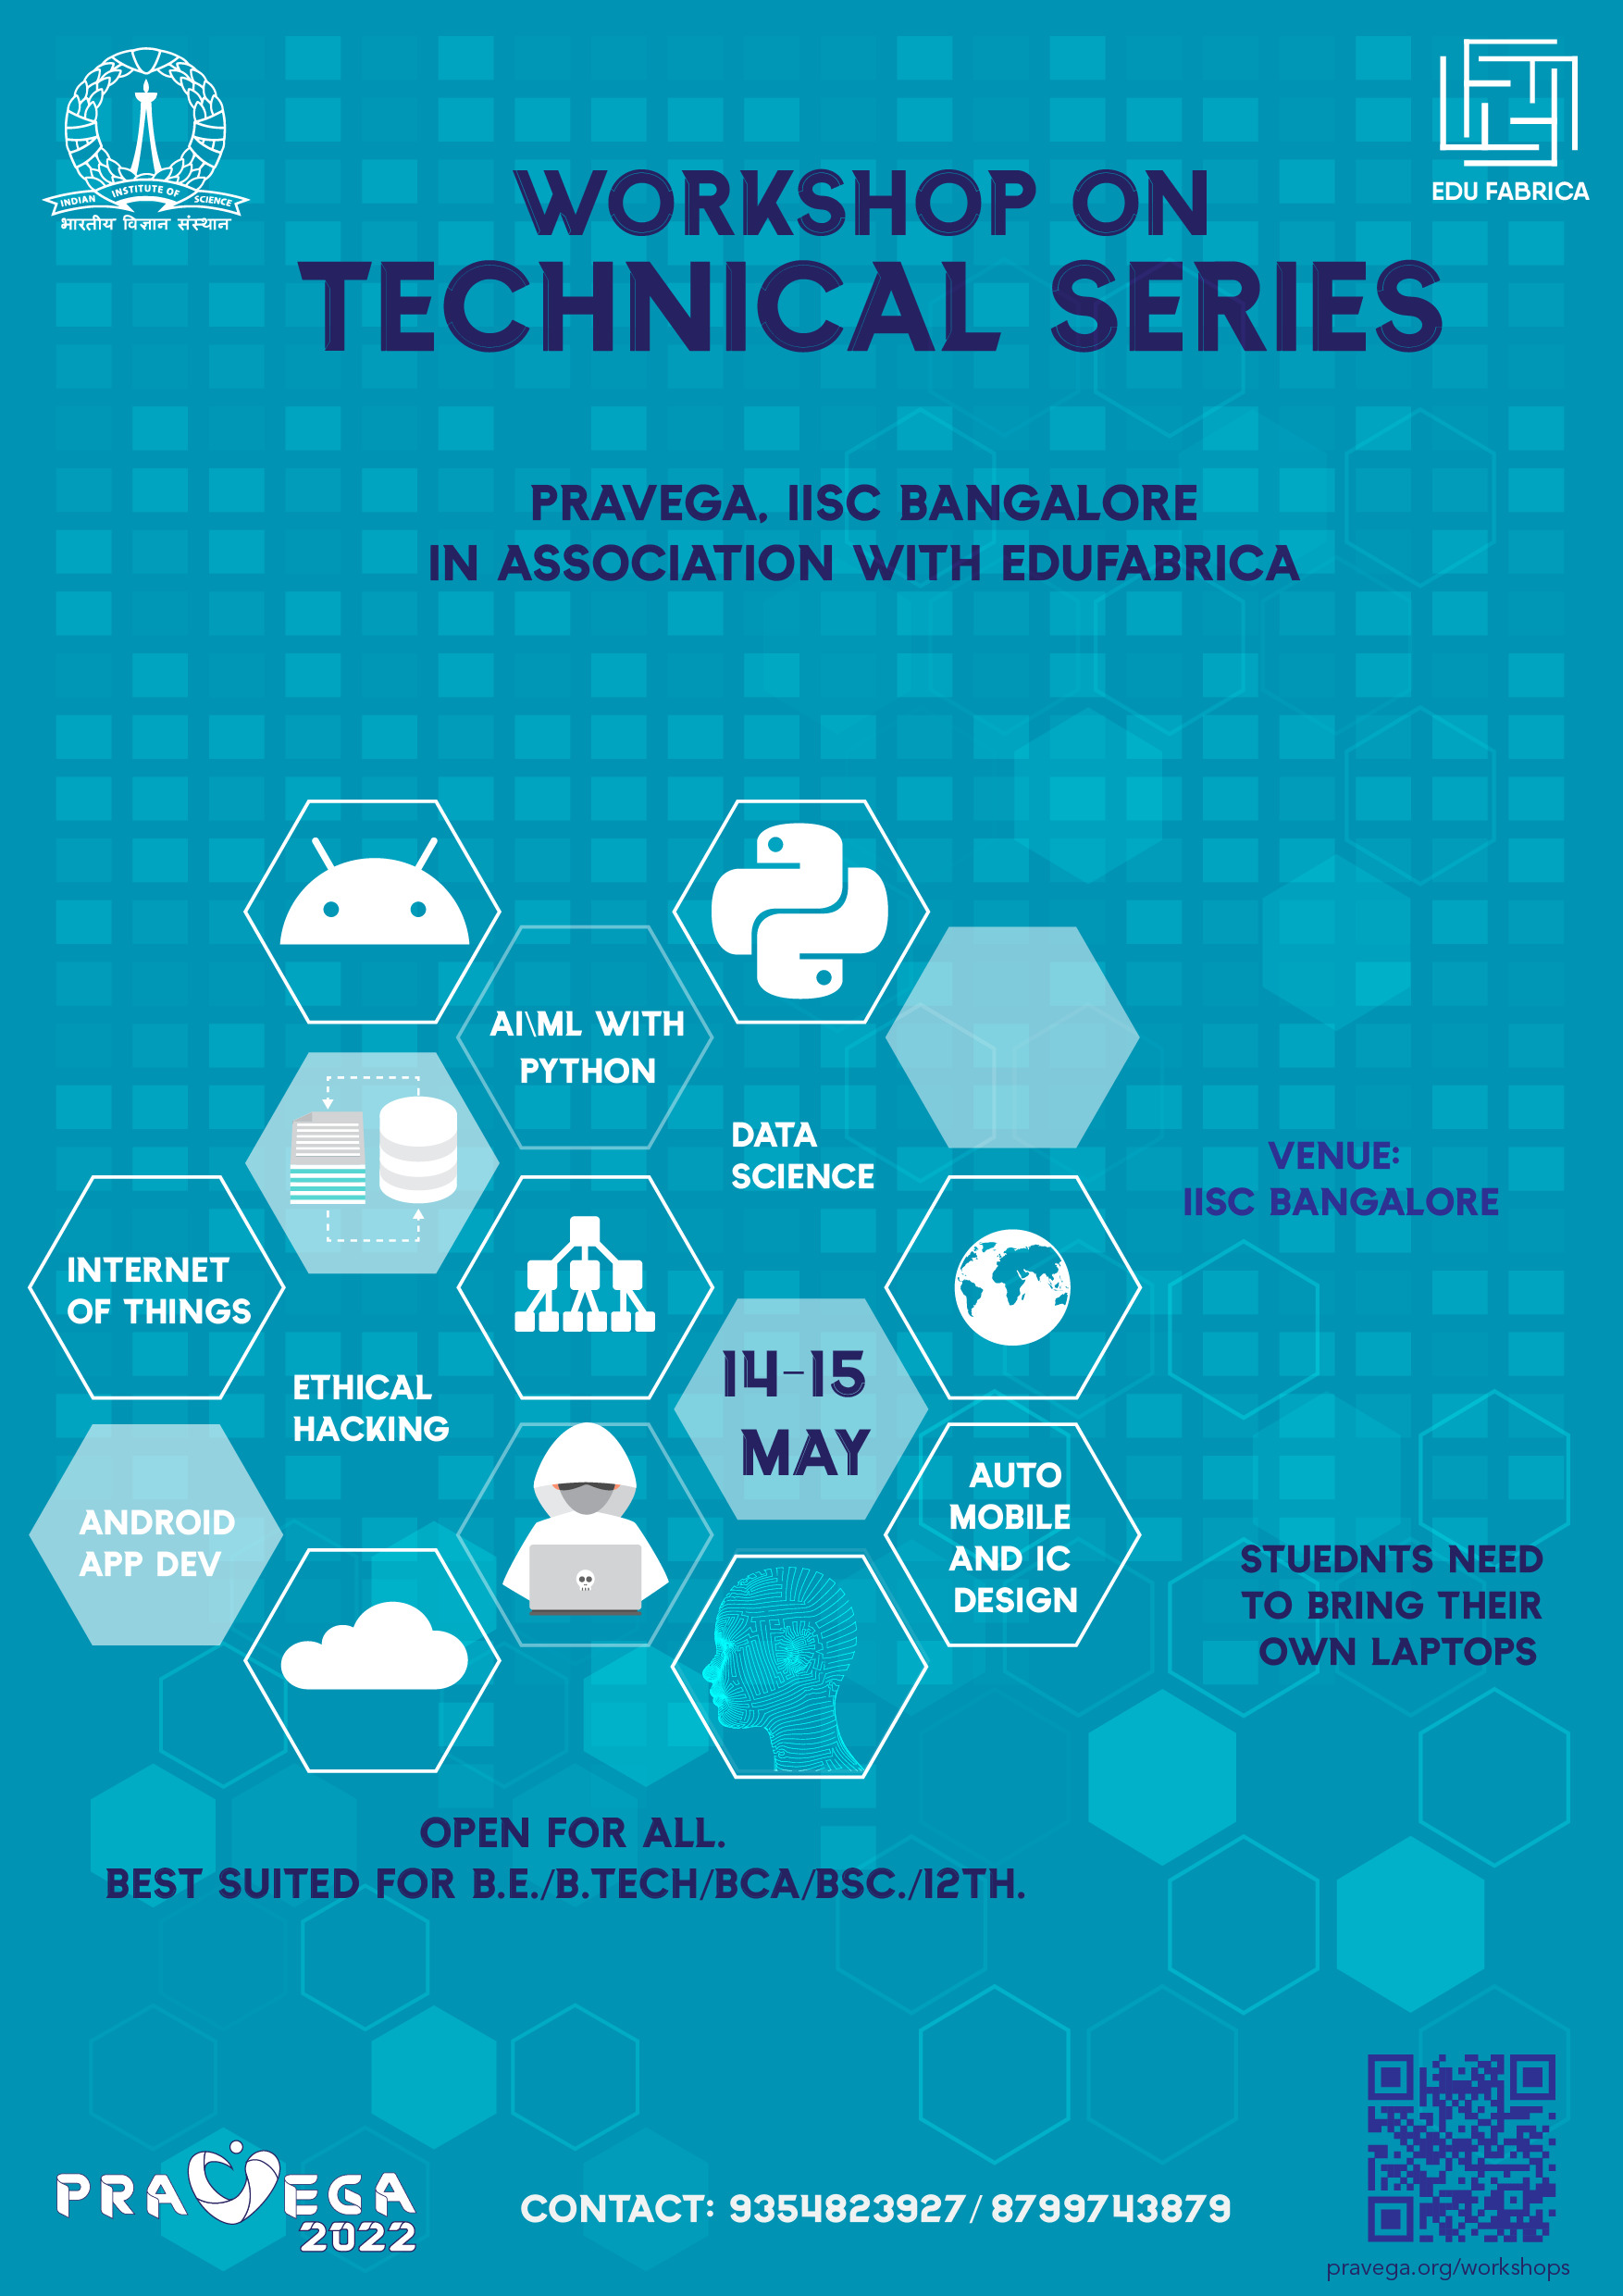 INDIAN INSTITUTE OF SCIENCE
भारतीय विज्ञान संस्थान
EDU FABRICA
WORKSHOP ON
TECHNICAL SERIES
PRAVEGA, IISC BANGALORE
IN ASSOCIATION WITH EDUFABRICA
AI\ML WITH
PYTHON
DATA
SCIENCE
VENUE:
IISC BANGALORE
INTERNET
OF THINGS
14-15
MAY
ETHICAL
HACKING
AUTO
MOBILE
AND IC
DESIGN
ANDROID
APP DEV
STUEDNTS NEED
TO BRING THEIR
OWN LAPTOPS
OPEN FOR ALL.
BEST SUITED FOR B.E./B.TECH/BCA/BSC./12TH.
PRAVEGA
2022
CONTACT: 9354823927/ 8799743879
pravega.org/workshops